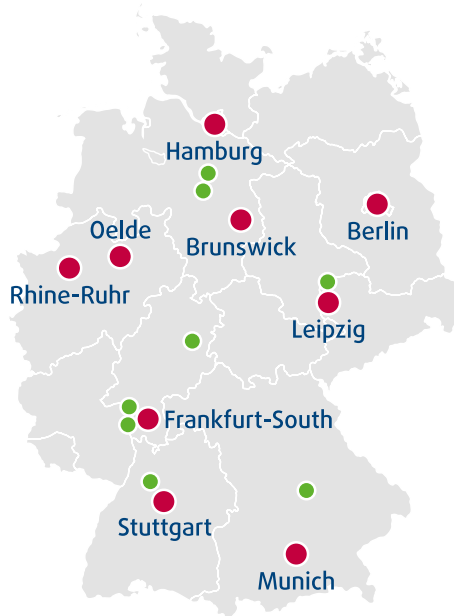 Hamburg
Oelde
Brunswick
Berlin
Rhine-Ruhr
Leipzig
Frankfurt-South
Stuttgart
Munich